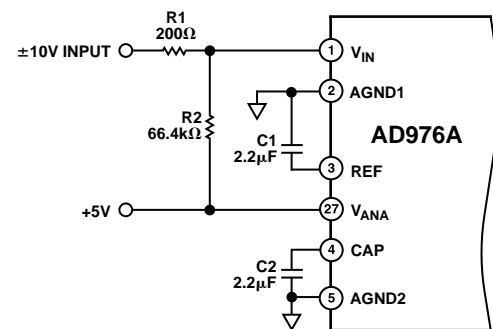 R1
200Ω
±10V INPUT
1
V_IN
2
AGND1
R2
66.4kΩ
C1
2.2µF
AD976A
3
REF
+5V
27
V_ANA
4
CAP
C2
2.2µF
5
AGND2